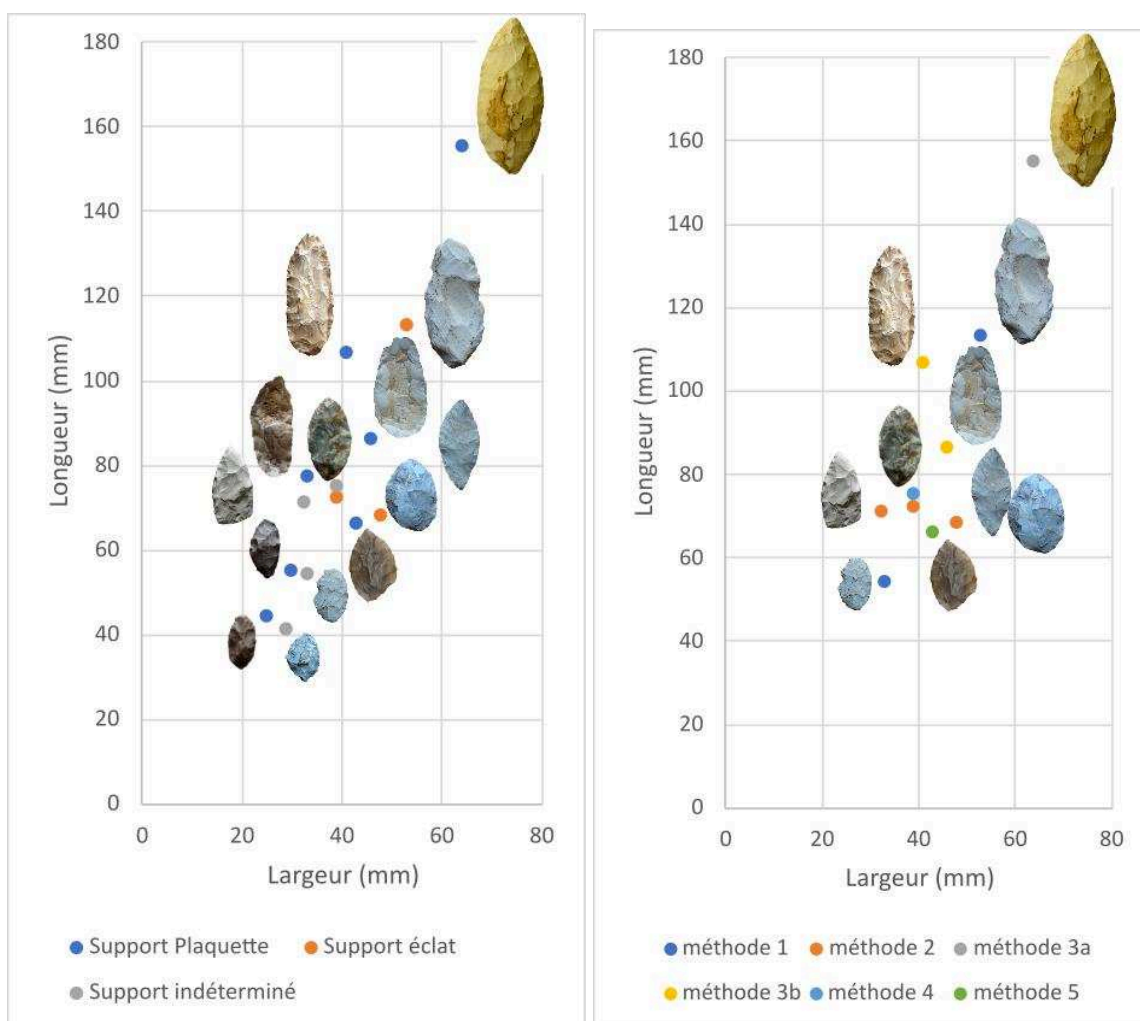 180
160
140
120
100
80
60
40
20
0
Longueur (mm)
0 20 40 60 80
Largeur (mm)
Support Plaquette Support éclat
Support indéterminé
180
160
140
120
100
80
60
40
20
0
Longueur (mm)
0 20 40 60 80
Largeur (mm)
méthode 1 méthode 2 méthode 3a
méthode 3b méthode 4 méthode 5